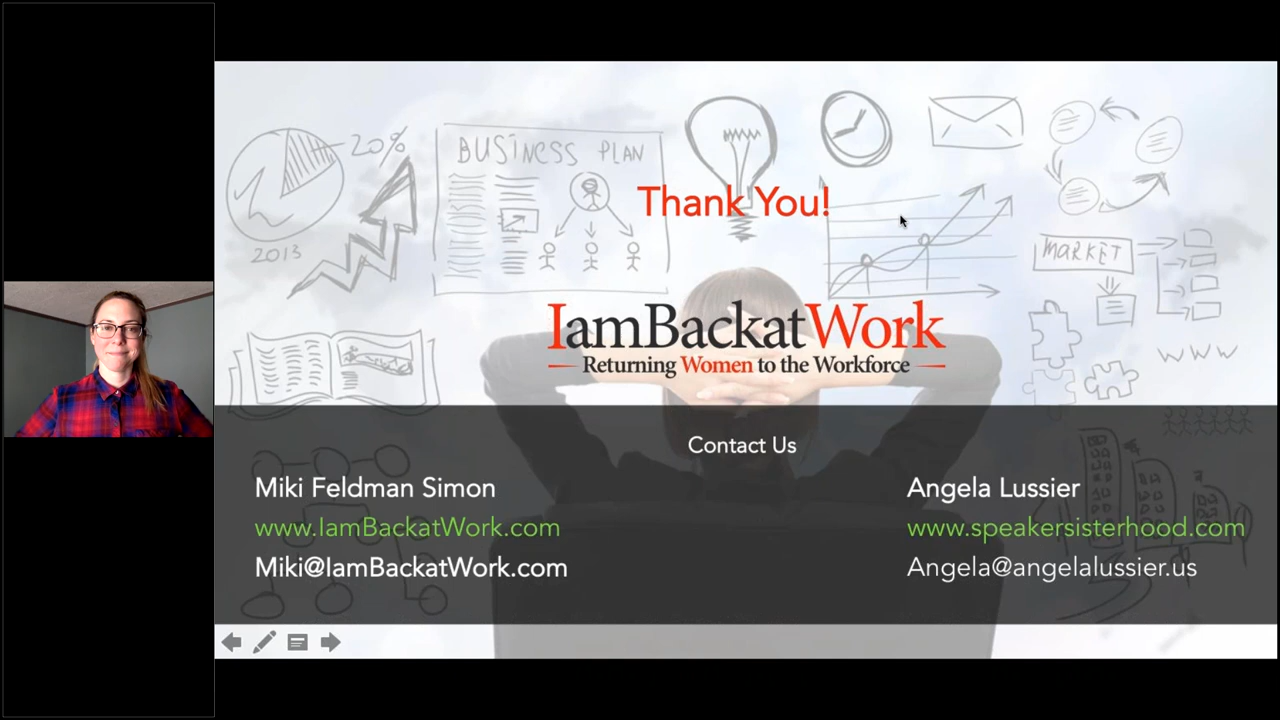 20%
BUSINESS PLAN
2013
Thank You!
MARKET
WWW
IamBackatWork
Returning Women to the Workforce
Contact Us
Miki Feldman Simon
www.IamBackatWork.com
Miki@IamBackatWork.com
Angela Lussier
www.speakersisterhood.com
Angela@angelalussier.us